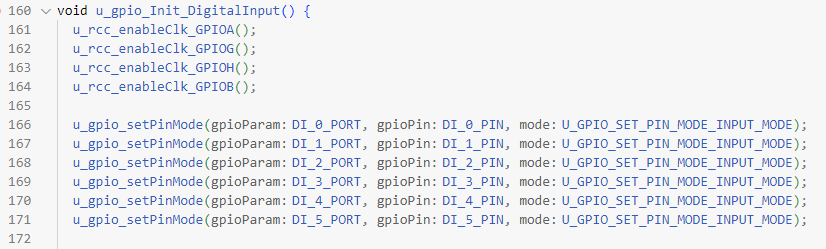 160 void u_gpio_Init_DigitalInput() {
161 u_rcc_enableClk_GPIOA();
162 u_rcc_enableClk_GPIOG();
163 u_rcc_enableClk_GPIOH();
164 u_rcc_enableClk_GPIOB();
165
166 u_gpio_setPinMode(gpioParam: DI_0_PORT, gpioPin: DI_0_PIN, mode: U_GPIO_SET_PIN_MODE_INPUT_MODE);
167 u_gpio_setPinMode(gpioParam: DI_1_PORT, gpioPin: DI_1_PIN, mode: U_GPIO_SET_PIN_MODE_INPUT_MODE);
168 u_gpio_setPinMode(gpioParam: DI_2_PORT, gpioPin: DI_2_PIN, mode: U_GPIO_SET_PIN_MODE_INPUT_MODE);
169 u_gpio_setPinMode(gpioParam: DI_3_PORT, gpioPin: DI_3_PIN, mode: U_GPIO_SET_PIN_MODE_INPUT_MODE);
170 u_gpio_setPinMode(gpioParam: DI_4_PORT, gpioPin: DI_4_PIN, mode: U_GPIO_SET_PIN_MODE_INPUT_MODE);
171 u_gpio_setPinMode(gpioParam: DI_5_PORT, gpioPin: DI_5_PIN, mode: U_GPIO_SET_PIN_MODE_INPUT_MODE);
172